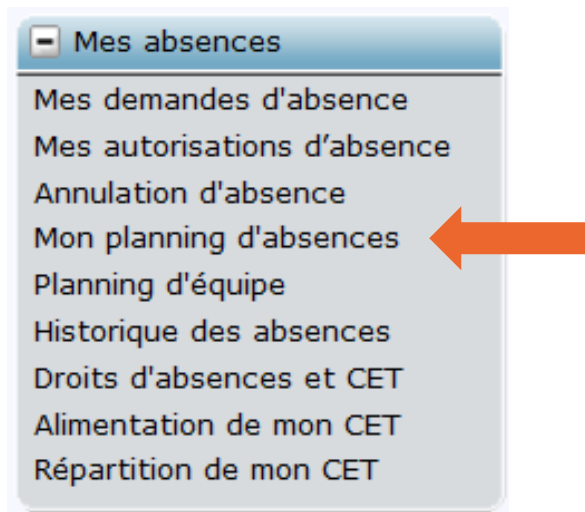 Mes absences
Mes demandes d'absence
Mes autorisations d’absence
Annulation d'absence
Mon planning d'absences
Planning d'équipe
Historique des absences
Droits d'absences et CET
Alimentation de mon CET
Répartition de mon CET